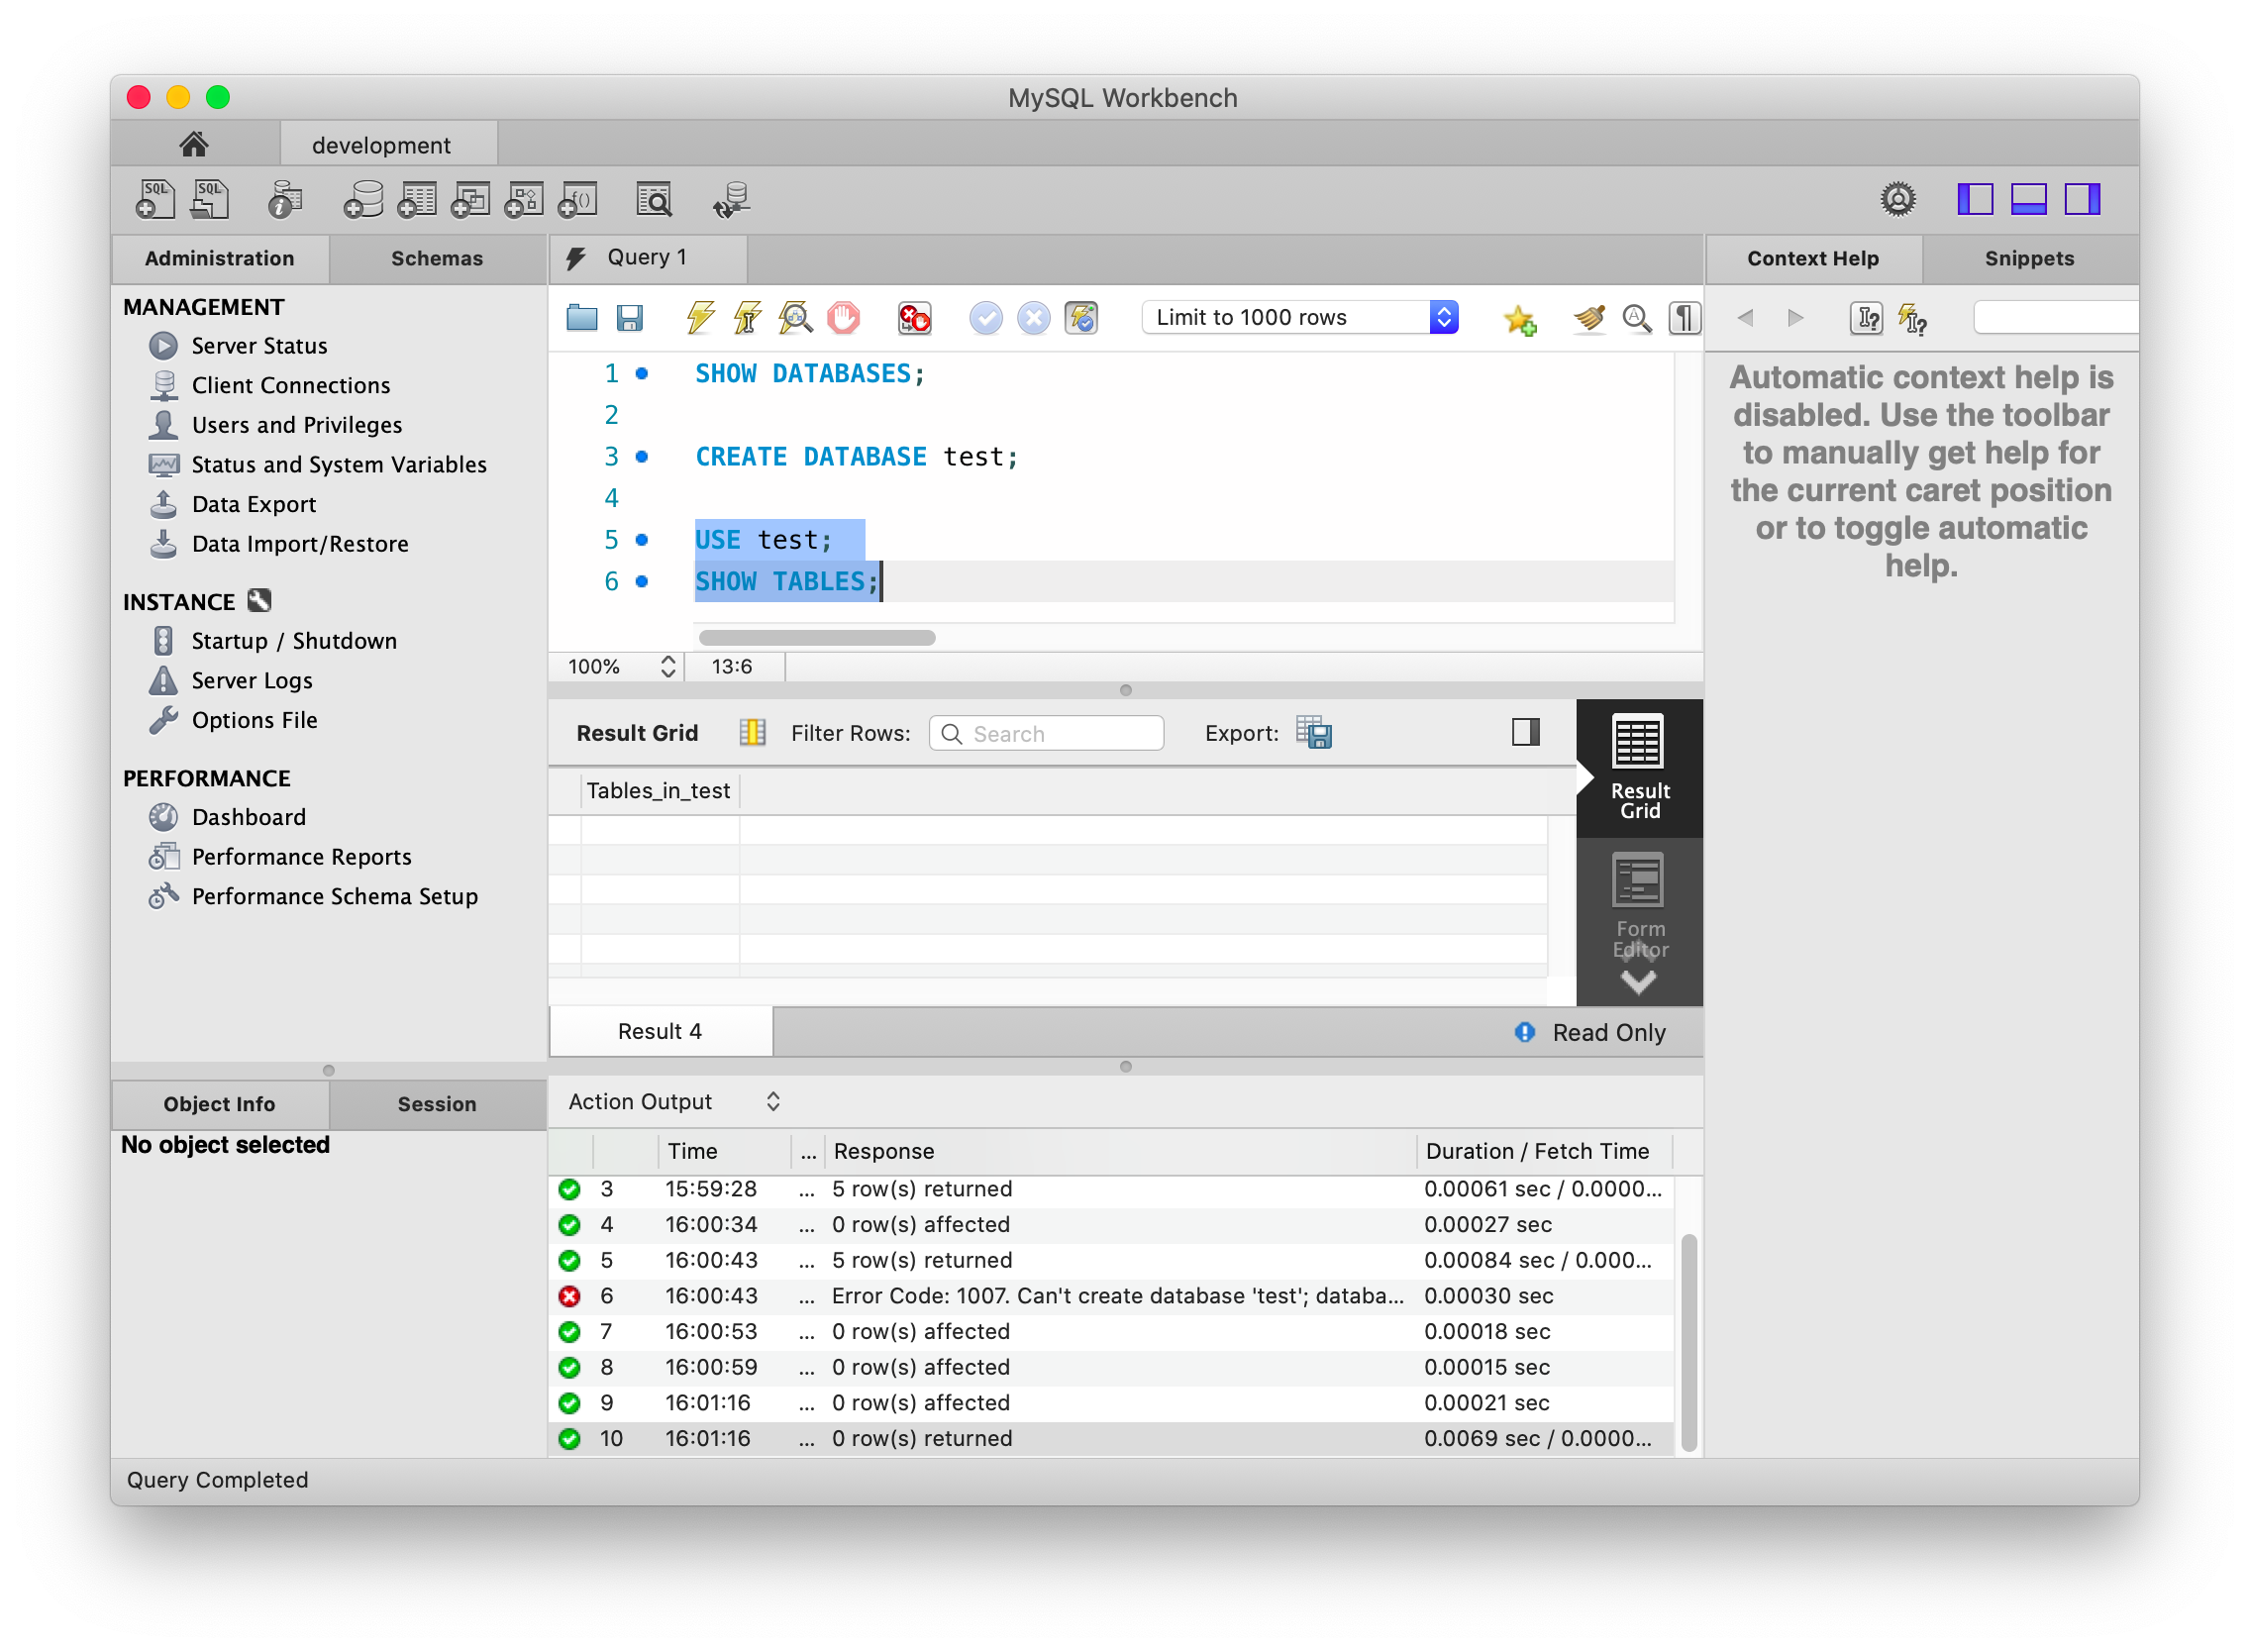 MySQL Workbench
development
SQL SQL
Administration Schemas
MANAGEMENT
Server Status
Client Connections
Users and Privileges
Status and System Variables
Data Export
Data Import/Restore
INSTANCE
Startup / Shutdown
Server Logs
Options File
PERFORMANCE
Dashboard
Performance Reports
Performance Schema Setup
Object Info Session
No object selected
Query 1
Limit to 1000 rows
1 SHOW DATABASES;
2
3 CREATE DATABASE test;
4
5 USE test;
6 SHOW TABLES;
100% 13:6
Result Grid Filter Rows: Search Export:
Tables_in_test
Result
Grid
Form
Editor
Result 4 Read Only
Action Output
Time ... Response Duration / Fetch Time
3 15:59:28 ... 5 row(s) returned 0.00061 sec / 0.0000...
4 16:00:34 ... 0 row(s) affected 0.00027 sec
5 16:00:43 ... 5 row(s) returned 0.00084 sec / 0.000...
6 16:00:43 ... Error Code: 1007. Can't create database 'test'; databa... 0.00030 sec
7 16:00:53 ... 0 row(s) affected 0.00018 sec
8 16:00:59 ... 0 row(s) affected 0.00015 sec
9 16:01:16 ... 0 row(s) affected 0.00021 sec
10 16:01:16 ... 0 row(s) returned 0.0069 sec / 0.0000...
Context Help Snippets
Automatic context help is
disabled. Use the toolbar
to manually get help for
the current caret position
or to toggle automatic
help.
Query Completed